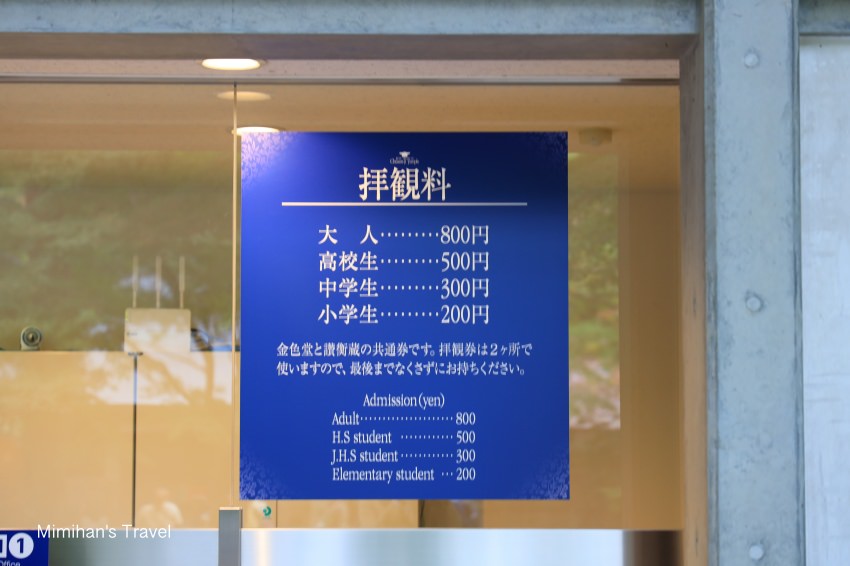 Chusonji Temple
拝観料
大　人………800円
高校生………500円
中学生………300円
小学生………200円
金色堂と讃衡蔵の共通券です。拝観券は2ヶ所で
使いますので、最後までなくさずにお持ちください。
Admission(yen)
Adult………………… 800
H.S student ………… 500
J.H.S student ………… 300
Elementary student … 200
Mimihan's Travel
1
Office